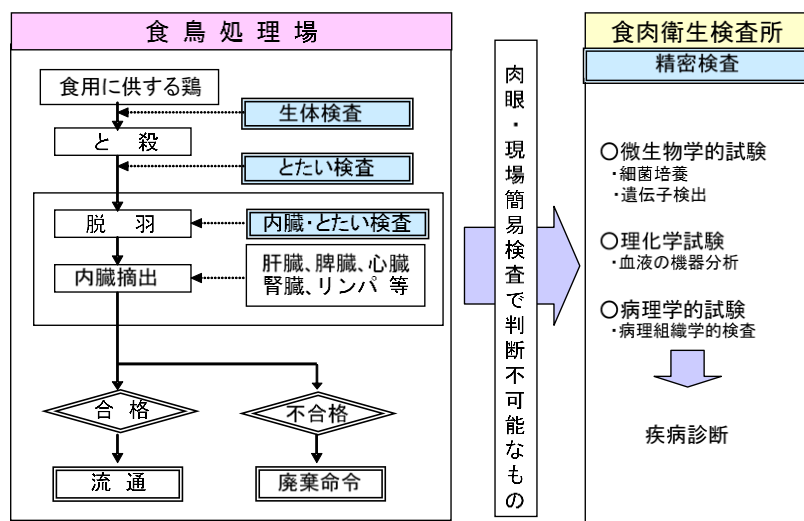 食鳥処理場
食用に供する鶏
生体検査
と殺
とたい検査
脱羽
内臓・とたい検査
内臓摘出
肝臓、脾臓、心臓
腎臓、リンパ 等
合格
不合格
流通
廃棄命令
肉眼・現場簡易検査で判断不可能なもの
食肉衛生検査所
精密検査
○微生物学的試験
・細菌培養
・遺伝子検出
○理化学試験
・血液の機器分析
○病理学的試験
・病理組織学的検査
疾病診断